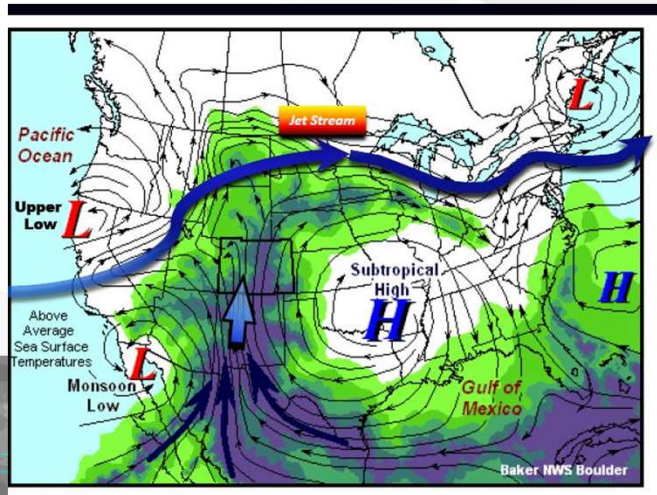 Jet Stream
L
Pacific
Ocean
Upper
Low
L
Subtropical
High
H
H
Above
Average
Sea Surface
Temperatures
L
Monsoon
Low
Gulf of
Mexico
Baker NWS Boulder